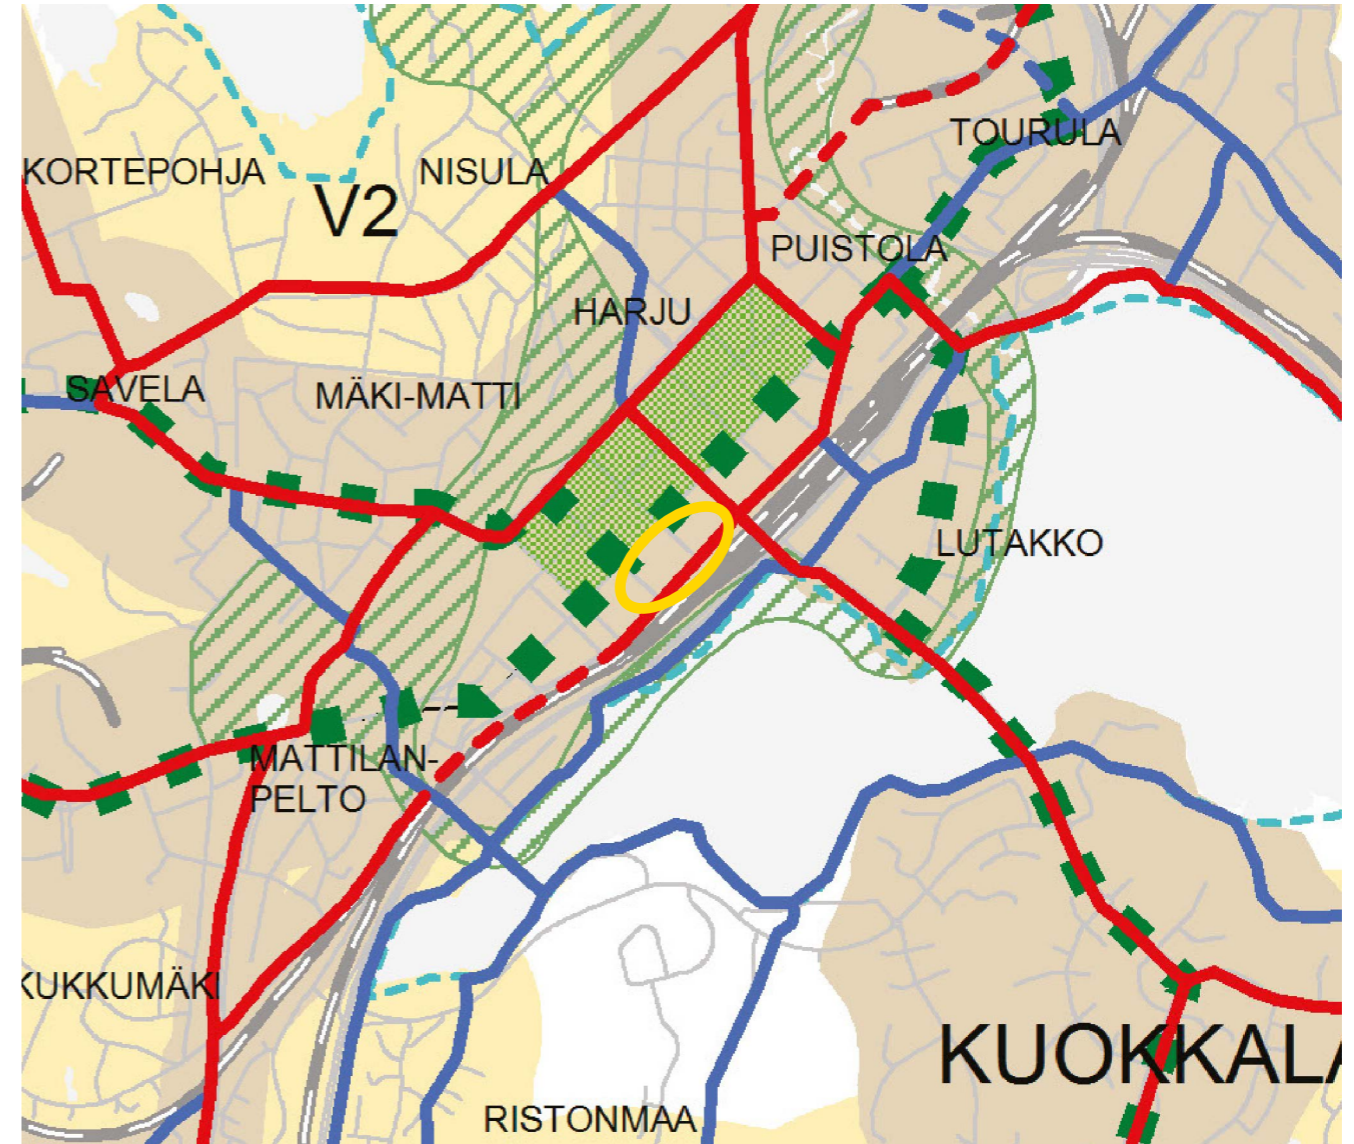 TOURULA
KORTEPOHJA
NISULA
V2
PUISTOLA
HARJU
SAVELA
MÄKI-MATTI
LUTAKKO
MATTILAN-
PELTO
KUKKUMÄKI
KUOKKALA
RISTONMAA